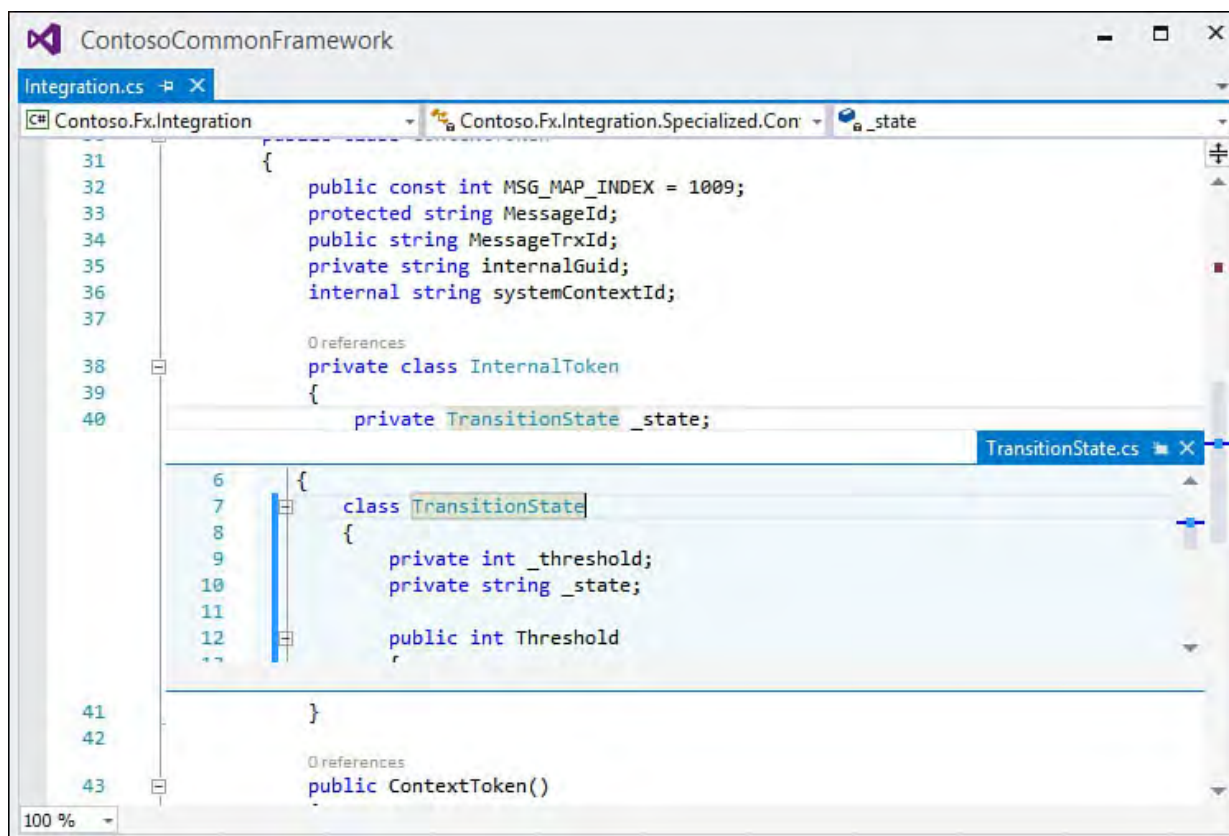 ContosoCommonFramework
Integration.cs
C# Contoso.Fx.Integration Contoso.Fx.Integration.Specialized.Con _state
31 {
32 public const int MSG_MAP_INDEX = 1009;
33 protected string MessageId;
34 public string MessageTrxId;
35 private string internalGuid;
36 internal string systemContextId;
37
0 references
38 private class InternalToken
39 {
40 private TransitionState _state;
TransitionState.cs
6 {
7 class TransitionState
8 {
9 private int _threshold;
10 private string _state;
11
12 public int Threshold
41 }
42
0 references
43 public ContextToken()
100 %